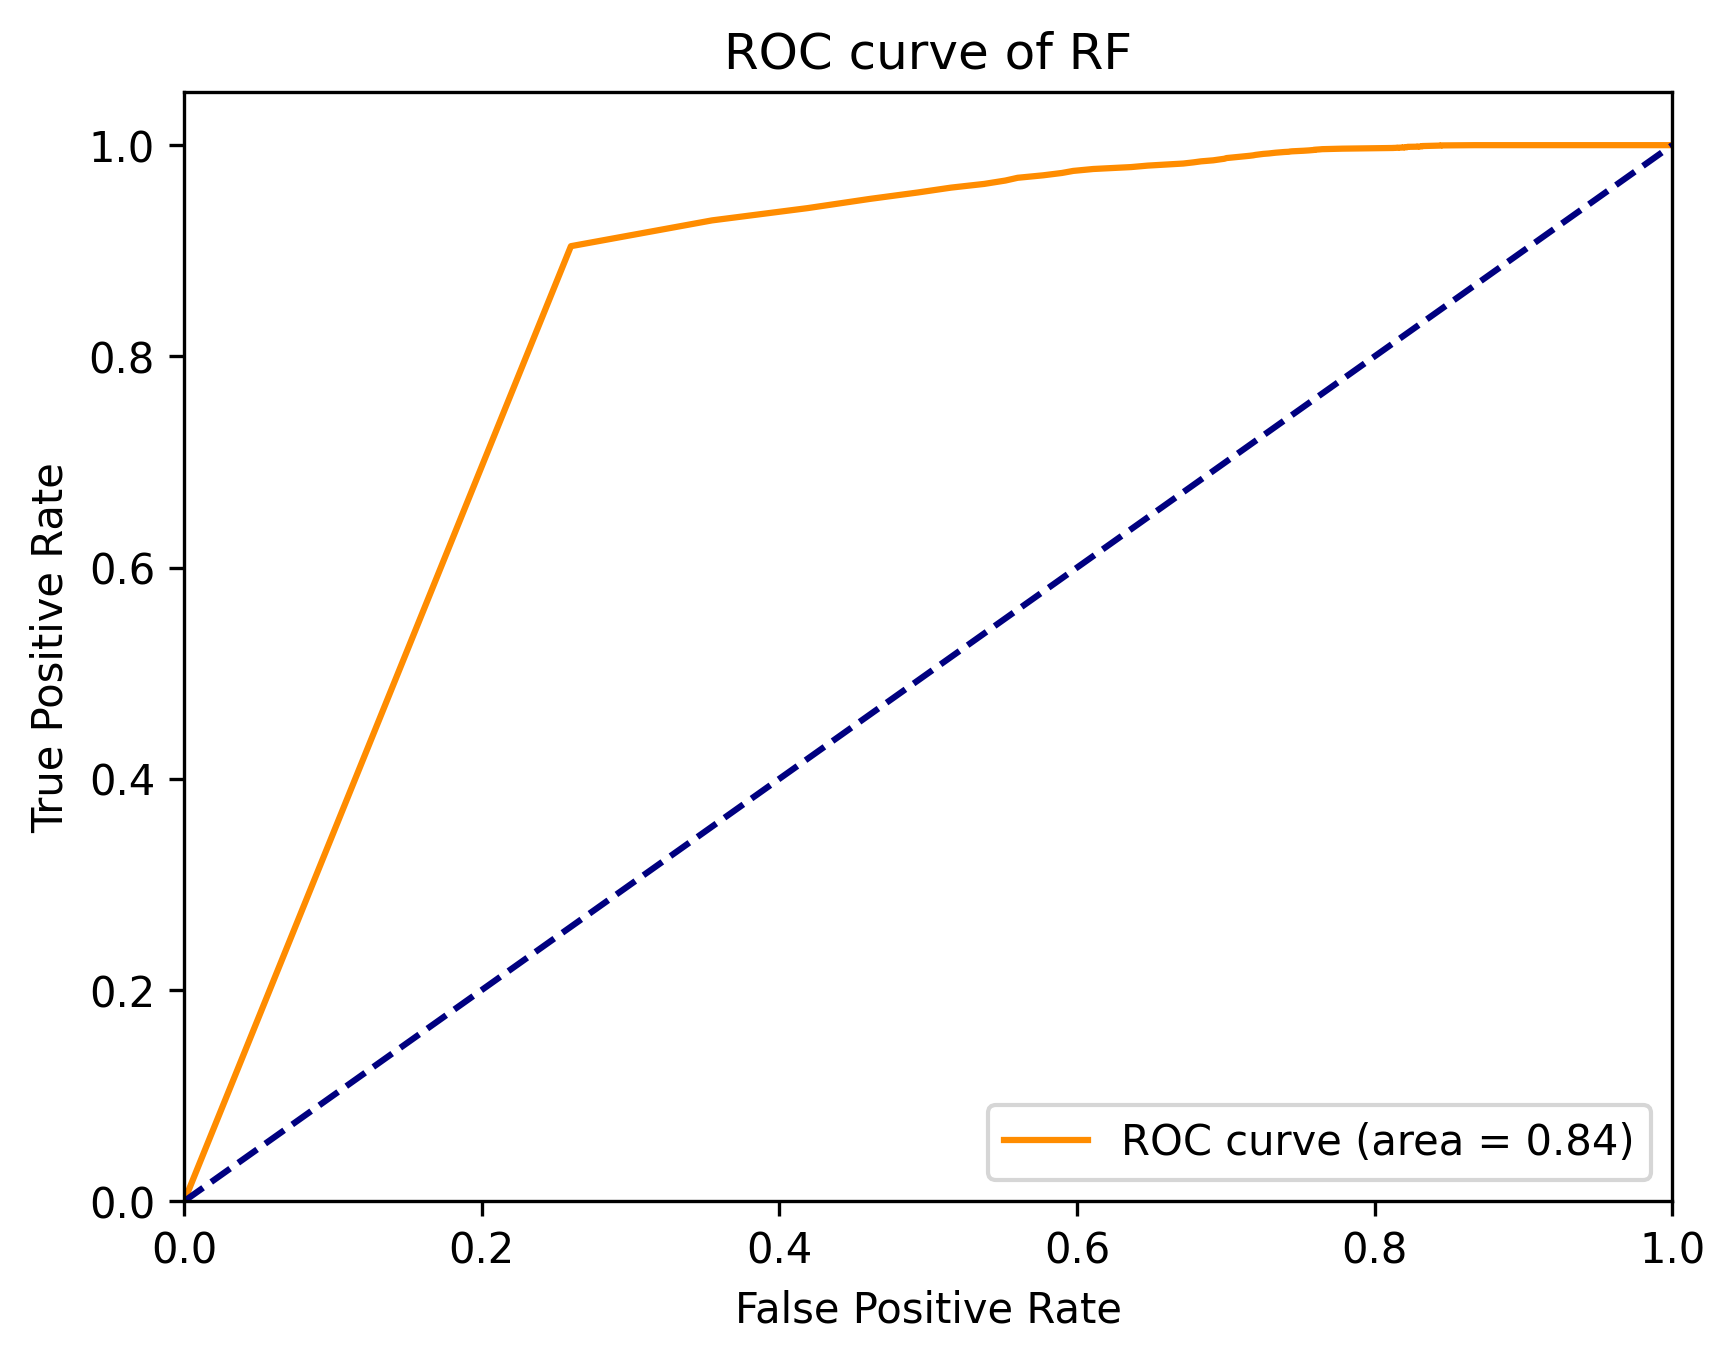 ROC curve of RF
1.0
0.8
0.6
0.4
0.2
0.0
True Positive Rate
ROC curve (area = 0.84)
0.0 0.2 0.4 0.6 0.8 1.0
False Positive Rate